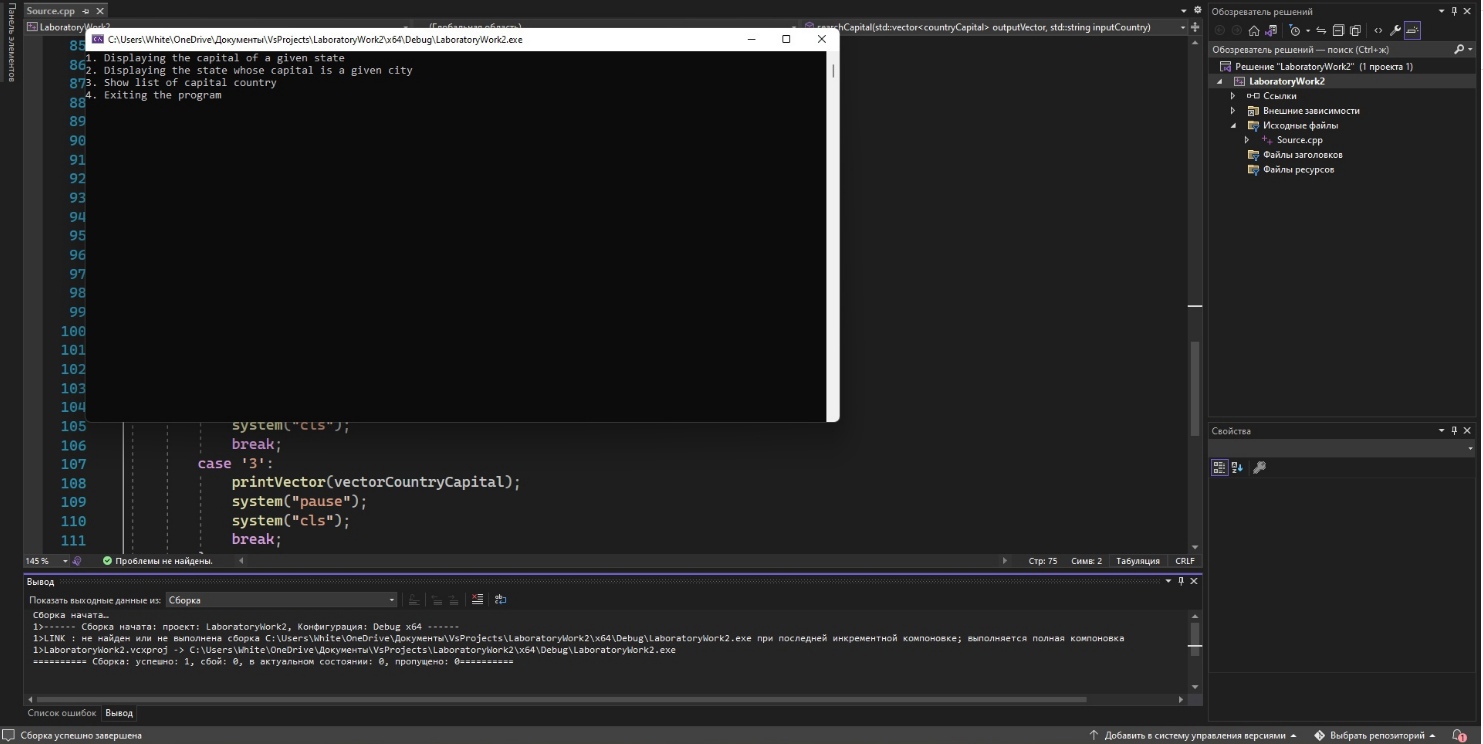 Панель элементов
Source.cpp
LaboratoryWork2
(Глобальная область)
searchCapital(std::vector<countryCapital> outputVector, std::string inputCountry)
C:\Users\White\OneDrive\Документы\VsProjects\LaboratoryWork2\x64\Debug\LaboratoryWork2.exe
1. Displaying the capital of a given state
2. Displaying the state whose capital is a given city
3. Show list of capital country
4. Exiting the program
85
86
87
88
89
90
91
92
93
94
95
96
97
98
99
100
101
102
103
104
105 system("cls");
106 break;
107 case '3':
108 printVector(vectorCountryCapital);
109 system("pause");
110 system("cls");
111 break;
145 % Проблемы не найдены. Стр: 75 Симв: 2 Табуляция CRLF
Вывод
Показать выходные данные из: Сборка
Сборка начата…
1>------ Сборка начата: проект: LaboratoryWork2, Конфигурация: Debug x64 ------
1>LINK : не найден или не выполнена сборка C:\Users\White\OneDrive\Документы\VsProjects\LaboratoryWork2\x64\Debug\LaboratoryWork2.exe при последней инкрементной компоновке; выполняется полная компоновка
1>LaboratoryWork2.vcxproj -> C:\Users\White\OneDrive\Документы\VsProjects\LaboratoryWork2\x64\Debug\LaboratoryWork2.exe
========== Сборка: успешно: 1, сбой: 0, в актуальном состоянии: 0, пропущено: 0==========
Список ошибок Вывод
Обозреватель решений
Обозреватель решений — поиск (Ctrl+ж)
Решение "LaboratoryWork2" (1 проекта 1)
LaboratoryWork2
Ссылки
Внешние зависимости
Исходные файлы
Source.cpp
Файлы заголовков
Файлы ресурсов
Свойства
Сборка успешно завершена
Добавить в систему управления версиями
Выбрать репозиторий
1